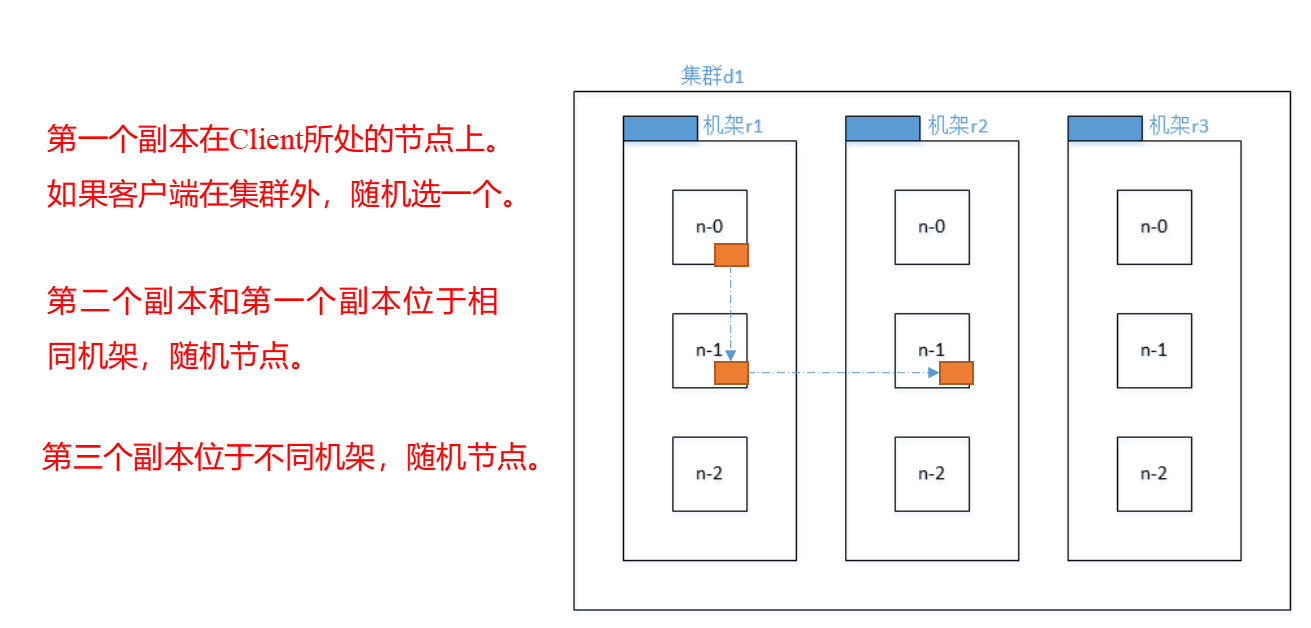 第一个副本在Client所处的节点上。
如果客户端在集群外，随机选一个。
第二个副本和第一个副本位于相
同机架，随机节点。
第三个副本位于不同机架，随机节点。
集群d1
机架r1
机架r2
机架r3
n-0
n-0
n-0
n-1
n-1
n-1
n-2
n-2
n-2